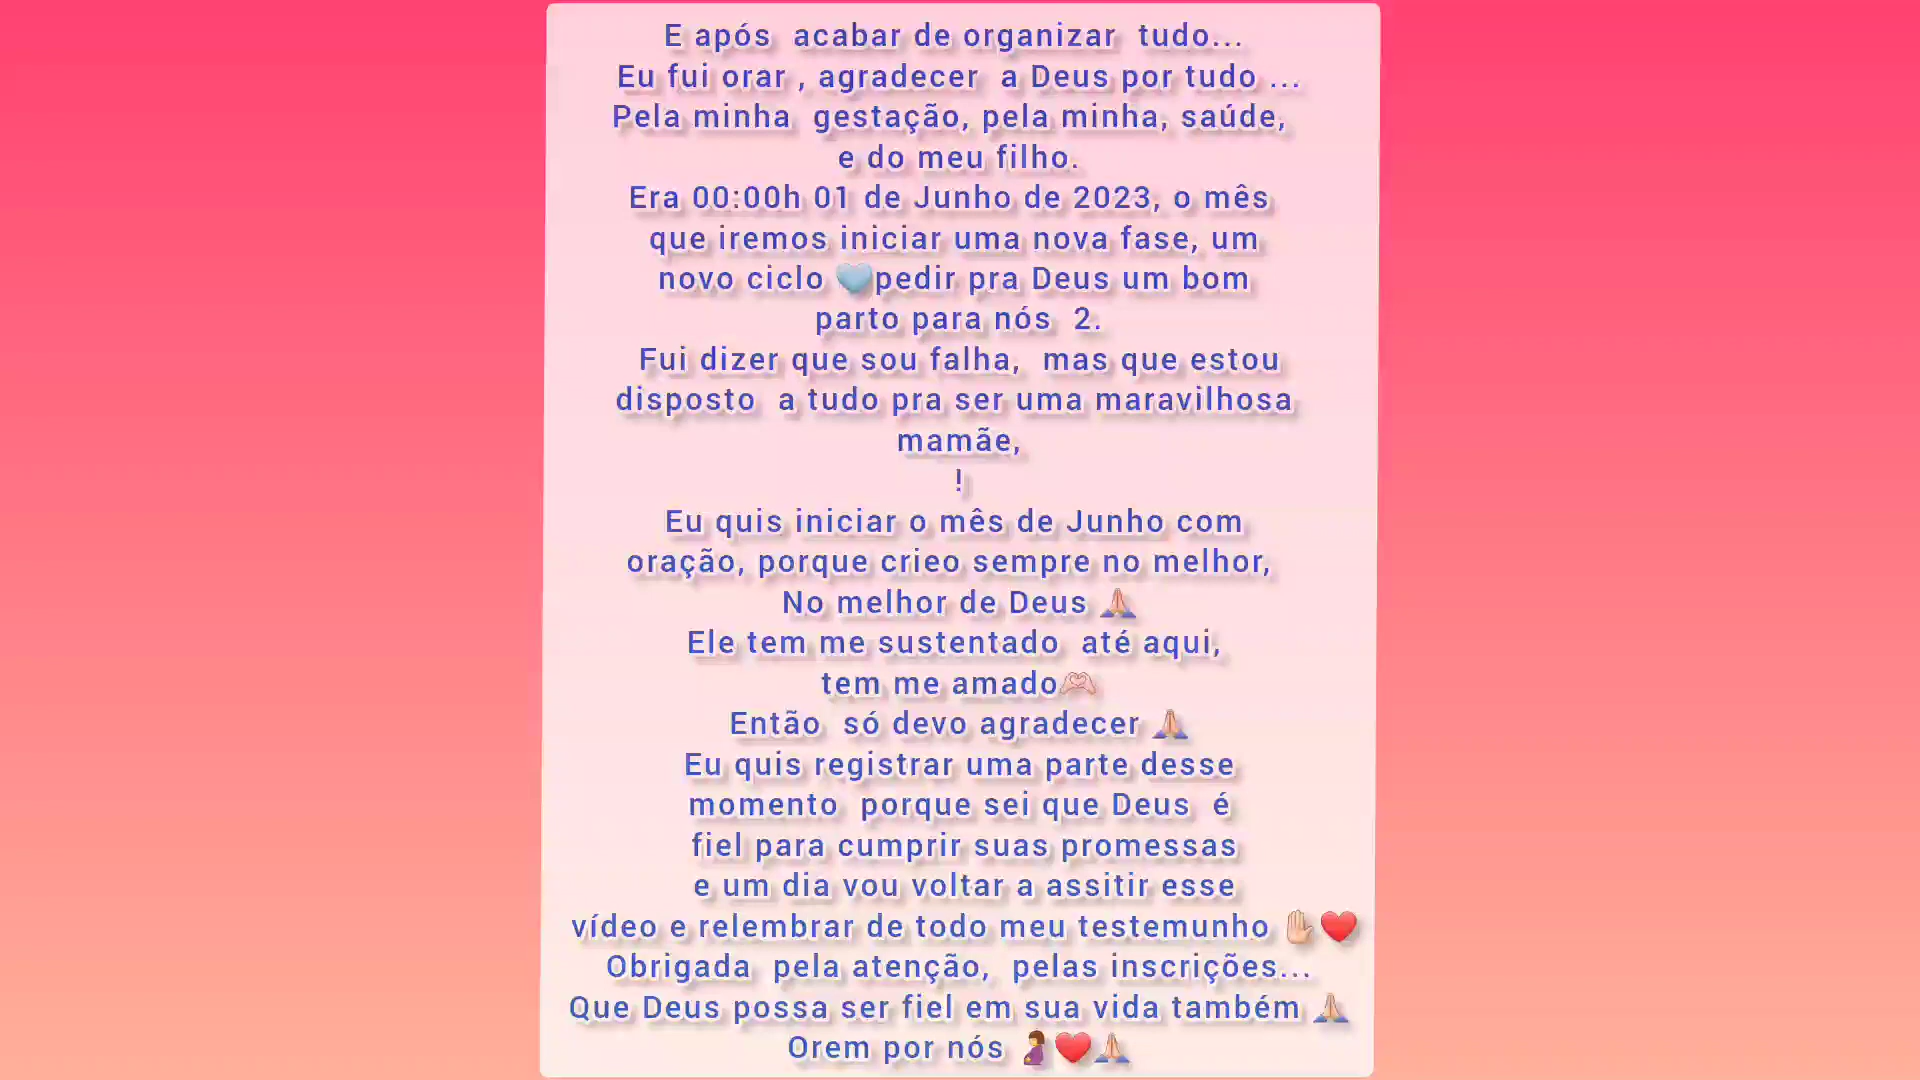 E após acabar de organizar tudo...
Eu fui orar , agradecer a Deus por tudo ...
Pela minha gestação, pela minha, saúde,
e do meu filho.
Era 00:00h 01 de Junho de 2023, o mês
que iremos iniciar uma nova fase, um
novo ciclo 🩵pedir pra Deus um bom
parto para nós 2.
Fui dizer que sou falha, mas que estou
disposto a tudo pra ser uma maravilhosa
mamãe,
!
Eu quis iniciar o mês de Junho com
oração, porque crieo sempre no melhor,
No melhor de Deus 🙏🏼
Ele tem me sustentado até aqui,
tem me amado🫶🏼
Então só devo agradecer 🙏🏼
Eu quis registrar uma parte desse
momento porque sei que Deus é
fiel para cumprir suas promessas
e um dia vou voltar a assitir esse
vídeo e relembrar de todo meu testemunho ✋🏼❤️
Obrigada pela atenção, pelas inscrições...
Que Deus possa ser fiel em sua vida também 🙏🏼
Orem por nós 🤰🏼❤️🙏🏼